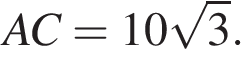 AC = 10√3.